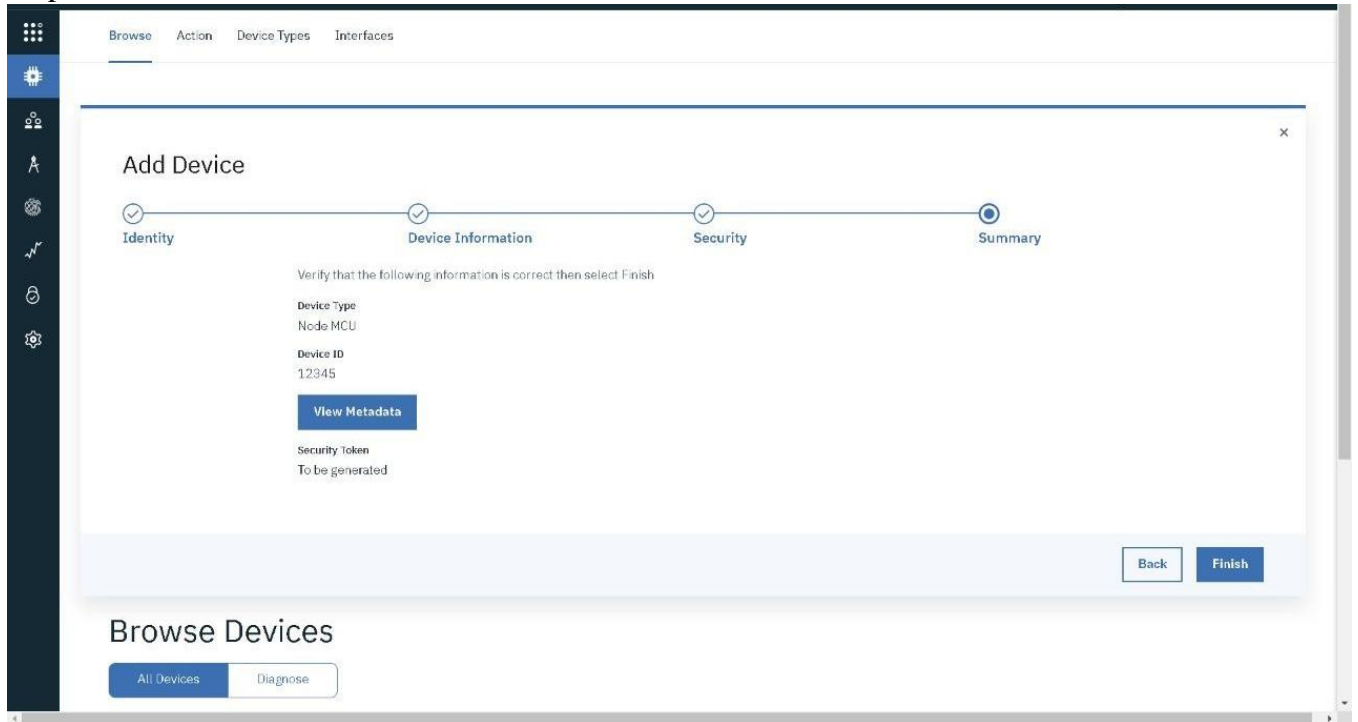 Browse Action Device Types Interfaces
×
Add Device
Identity Device Information Security Summary
Verify that the following information is correct then select Finish
Device Type
Node MCU
Device ID
12345
View Metadata
Security Token
To be generated
Back Finish
Browse Devices
All Devices Diagnose